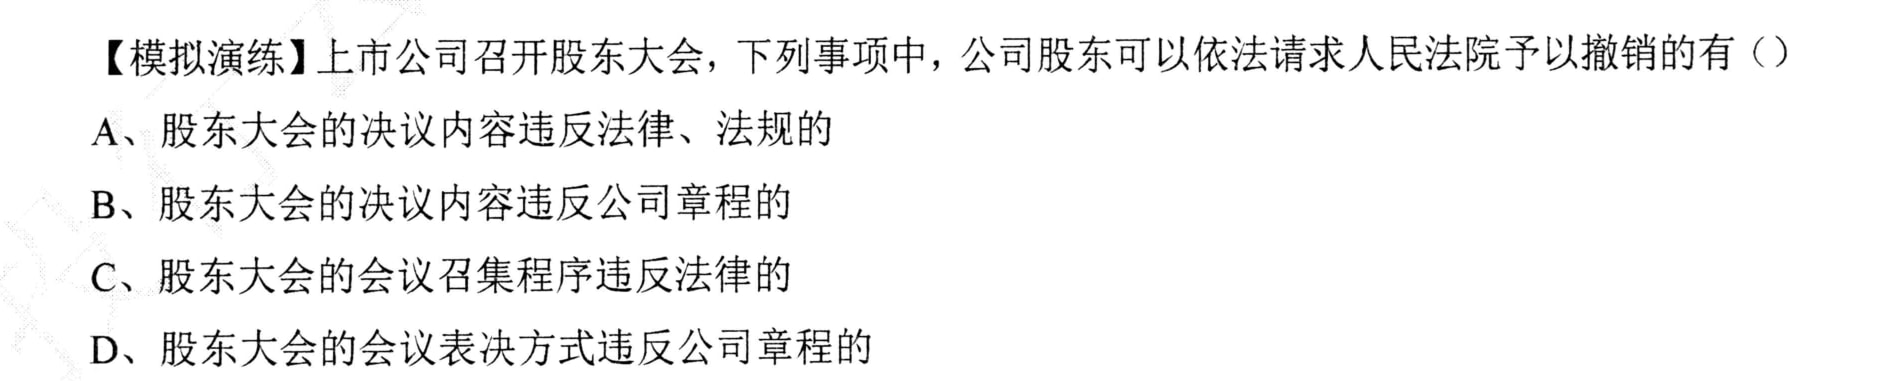 【模拟演练】上市公司召开股东大会，下列事项中，公司股东可以依法请求人民法院予以撤销的有（）
A、股东大会的决议内容违反法律、法规的
B、股东大会的决议内容违反公司章程的
C、股东大会的会议召集程序违反法律的
D、股东大会的会议表决方式违反公司章程的